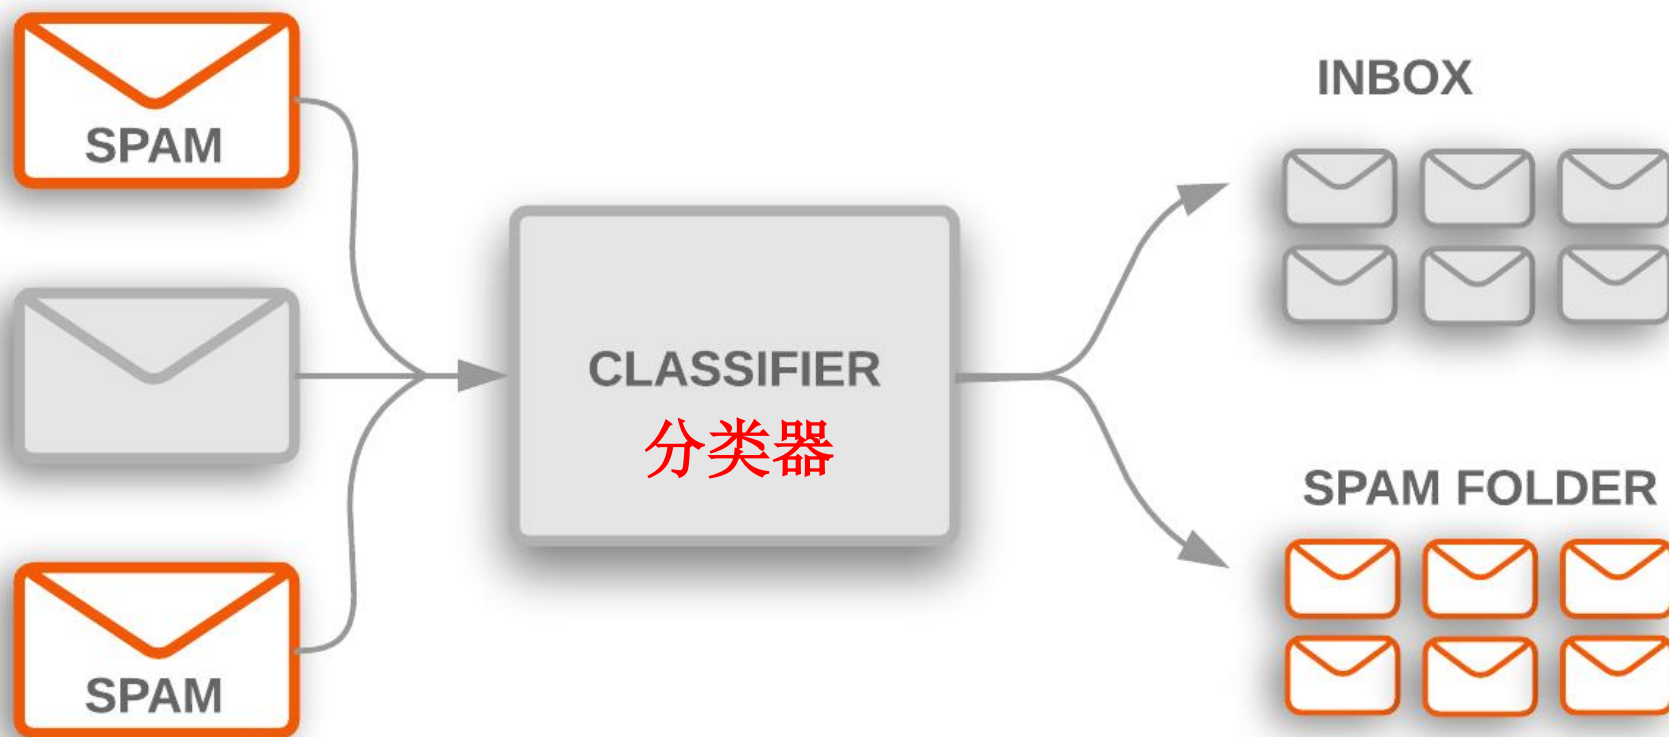 SPAM
SPAM
CLASSIFIER
分类器
INBOX
SPAM FOLDER